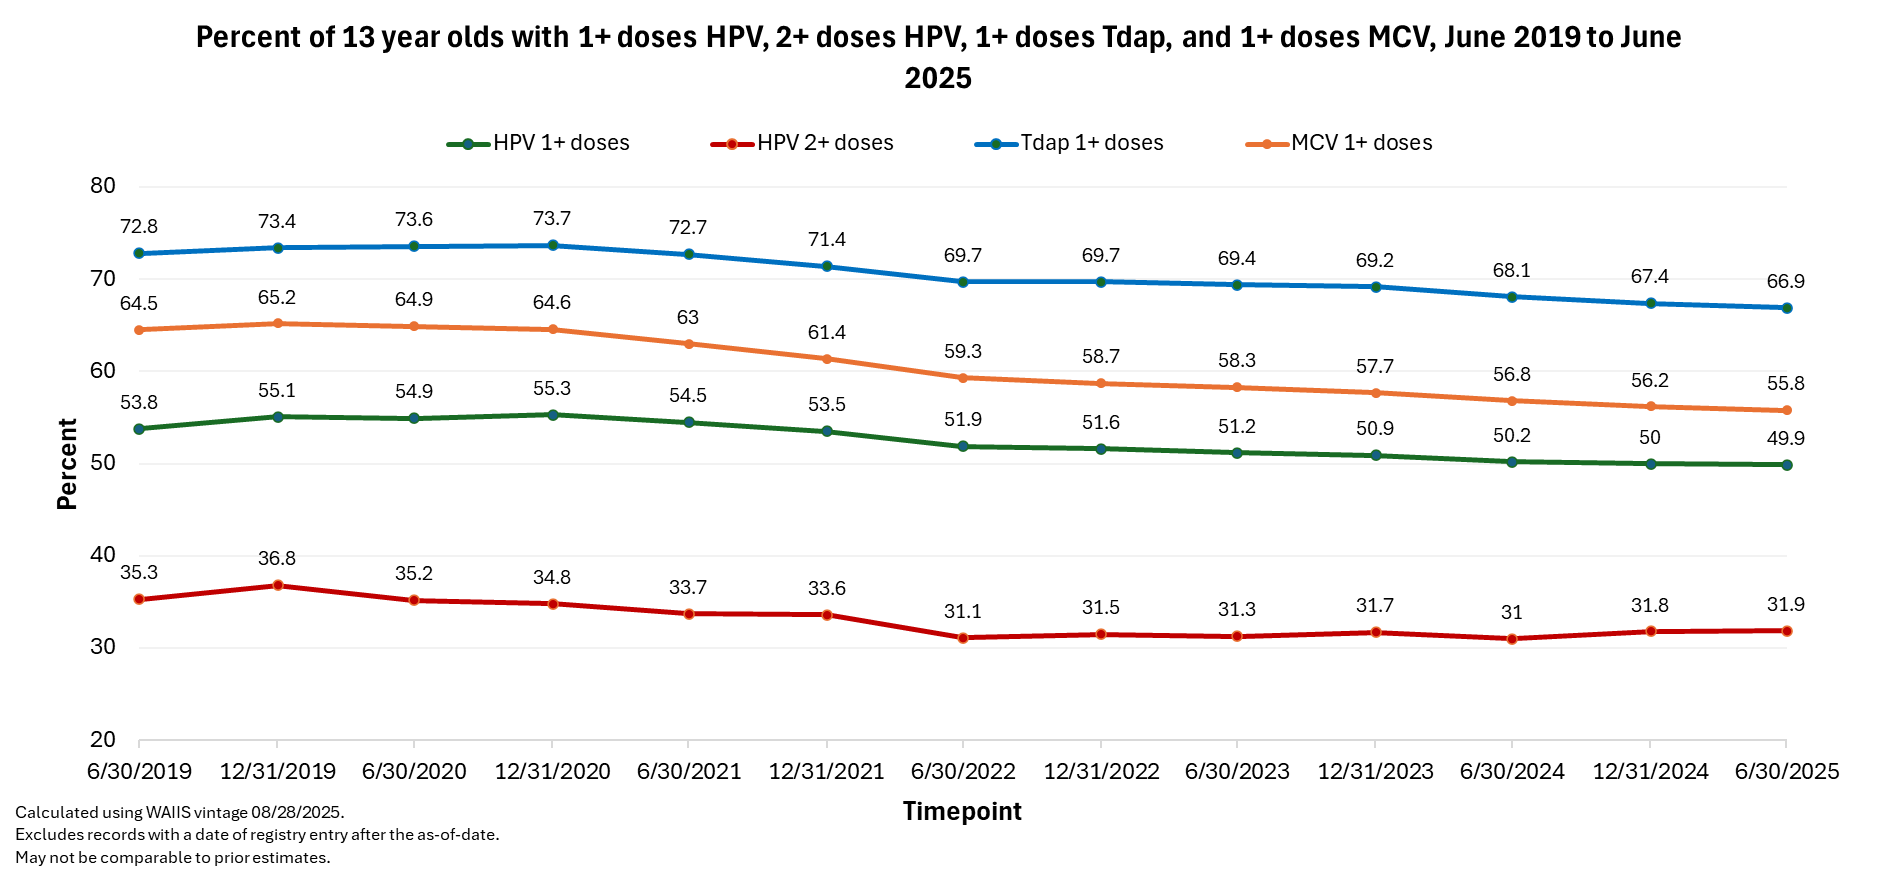 Percent of 13 year olds with 1+ doses HPV, 2+ doses HPV, 1+ doses Tdap, and 1+ doses MCV, June 2019 to June
2025
HPV 1+ doses HPV 2+ doses Tdap 1+ doses MCV 1+ doses
80
72.8 73.4 73.6 73.7 72.7 71.4 69.7 69.7 69.4 69.2 68.1 67.4 66.9
70
64.5 65.2 64.9 64.6 63 61.4 59.3 58.7 58.3 57.7 56.8 56.2 55.8
60
53.8 55.1 54.9 55.3 54.5 53.5 51.9 51.6 51.2 50.9 50.2 50 49.9
Percent
50
40
35.3 36.8 35.2 34.8 33.7 33.6 31.1 31.5 31.3 31.7 31 31.8 31.9
30
20
6/30/2019 12/31/2019 6/30/2020 12/31/2020 6/30/2021 12/31/2021 6/30/2022 12/31/2022 6/30/2023 12/31/2023 6/30/2024 12/31/2024 6/30/2025
Timepoint
Calculated using WAIIS vintage 08/28/2025.
Excludes records with a date of registry entry after the as-of-date.
May not be comparable to prior estimates.